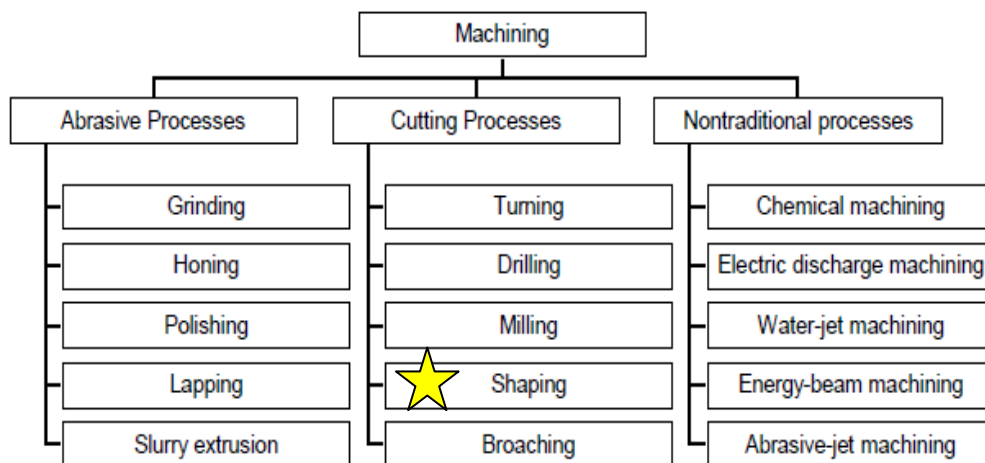 Machining
Abrasive Processes
Cutting Processes
Nontraditional processes
Grinding
Turning
Chemical machining
Honing
Drilling
Electric discharge machining
Polishing
Milling
Water-jet machining
Lapping
Shaping
Energy-beam machining
Slurry extrusion
Broaching
Abrasive-jet machining